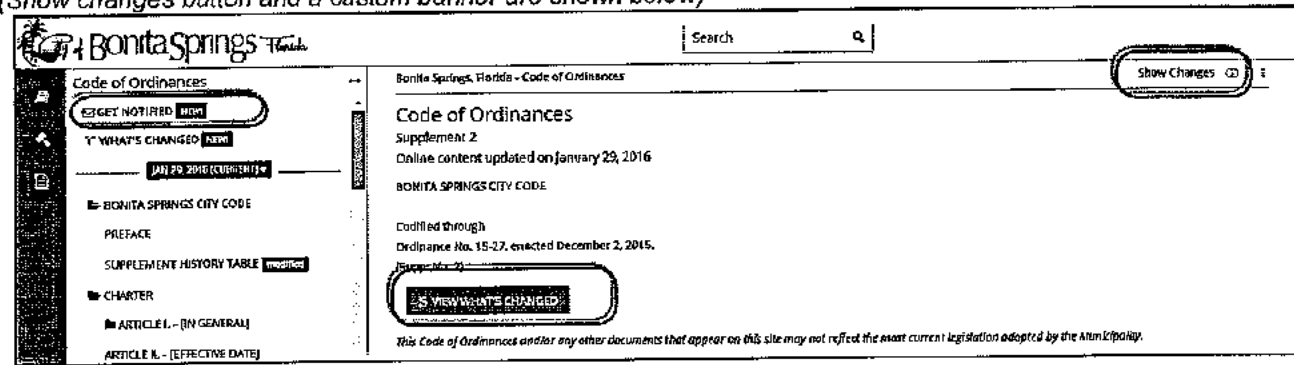 (Show changes button and a custom banner are shown below)
Bonita Springs Florida
Search
Code of Ordinances
GET NOTIFIED NEW
WHAT'S CHANGED NEW
JAN 29, 2016 (CURRENT)
BONITA SPRINGS CITY CODE
PREFACE
SUPPLEMENT HISTORY TABLE modified
CHARTER
ARTICLE I. - [IN GENERAL]
ARTICLE II. - [EFFECTIVE DATE]
Bonita Springs, Florida - Code of Ordinances
Show Changes
Code of Ordinances
Supplement 2
Online content updated on January 29, 2016
BONITA SPRINGS CITY CODE
Codified through
Ordinance No. 15-27, enacted December 2, 2015.
(Supp. No. 2)
VIEW WHAT'S CHANGED
This Code of Ordinances and/or any other documents that appear on this site may not reflect the most current legislation adopted by the Municipality.